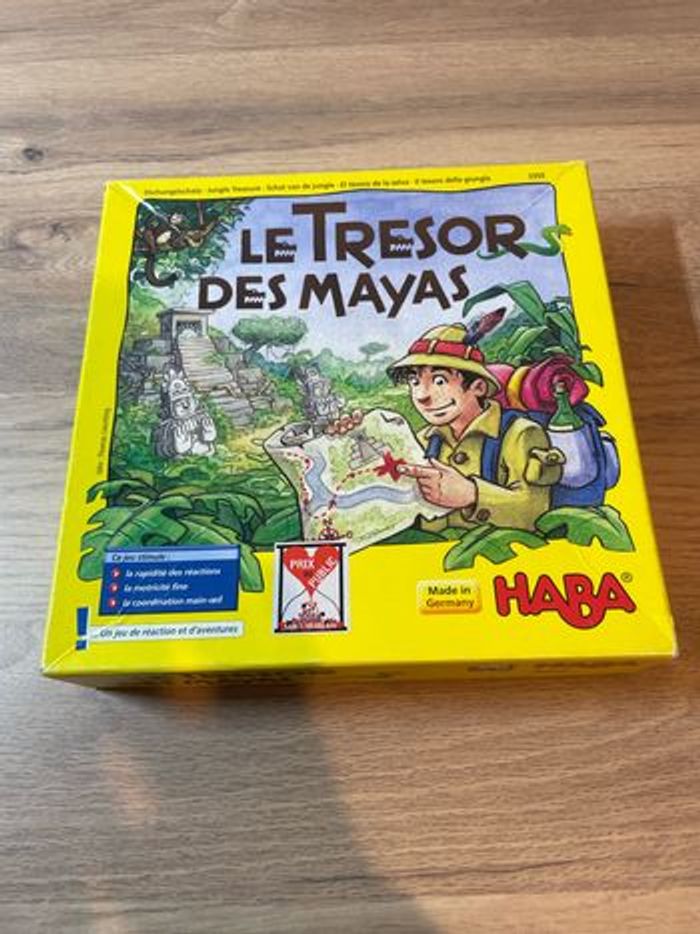 Dschungelschatz · Jungle Treasure · Schat van de jungle · El tesoro de la selva · Il tesoro della giungla
LE TRESOR
DES MAYAS
Ce jeu stimule :
la rapidité des réactions
la motricité fine
la coordination main-œil
! ...un jeu de réaction et d'aventures
PRIX
PUBLIC
Made in
Germany
HABA®